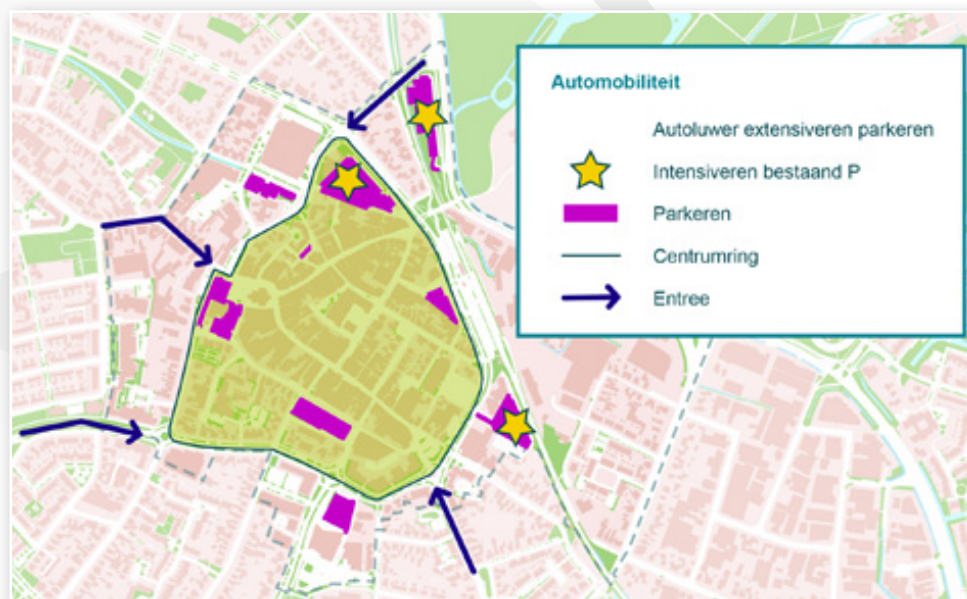 Automobiliteit
Autoluwer extensiveren parkeren
Intensiveren bestaand P
Parkeren
Centrumring
Entree